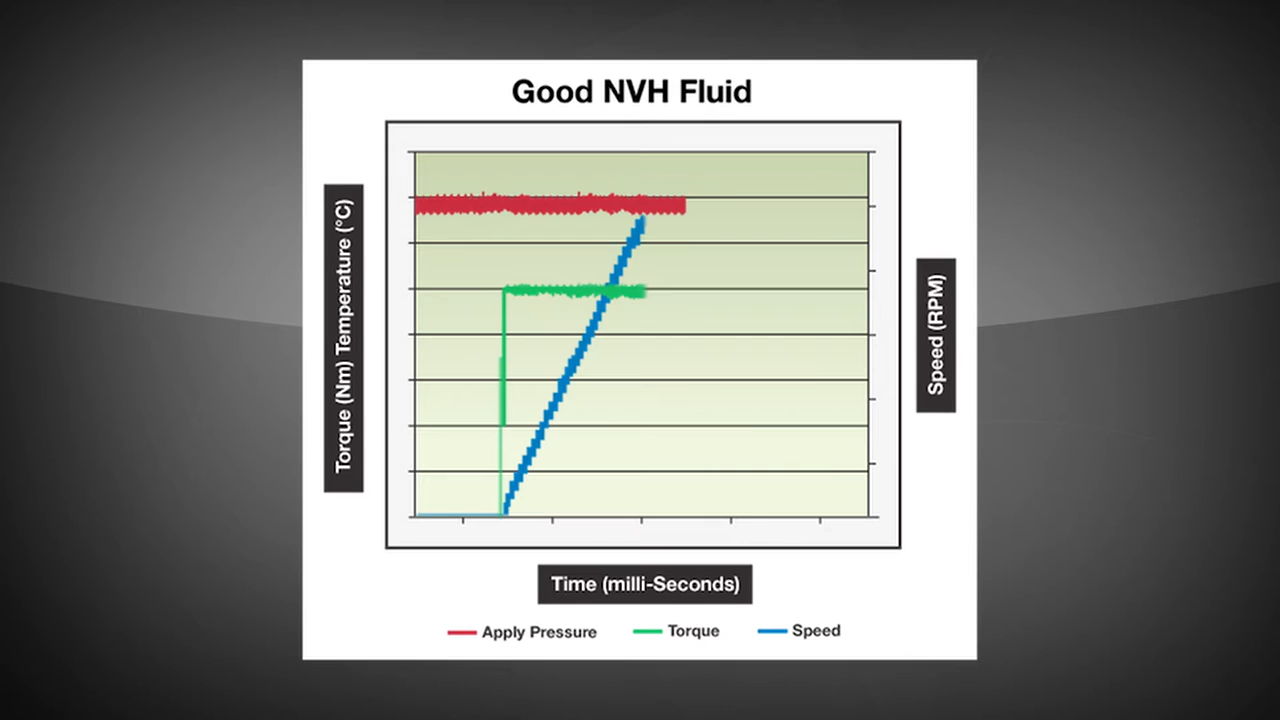 Good NVH Fluid
Torque (Nm) Temperature (°C)
Speed (RPM)
Time (milli-Seconds)
Apply Pressure
Torque
Speed